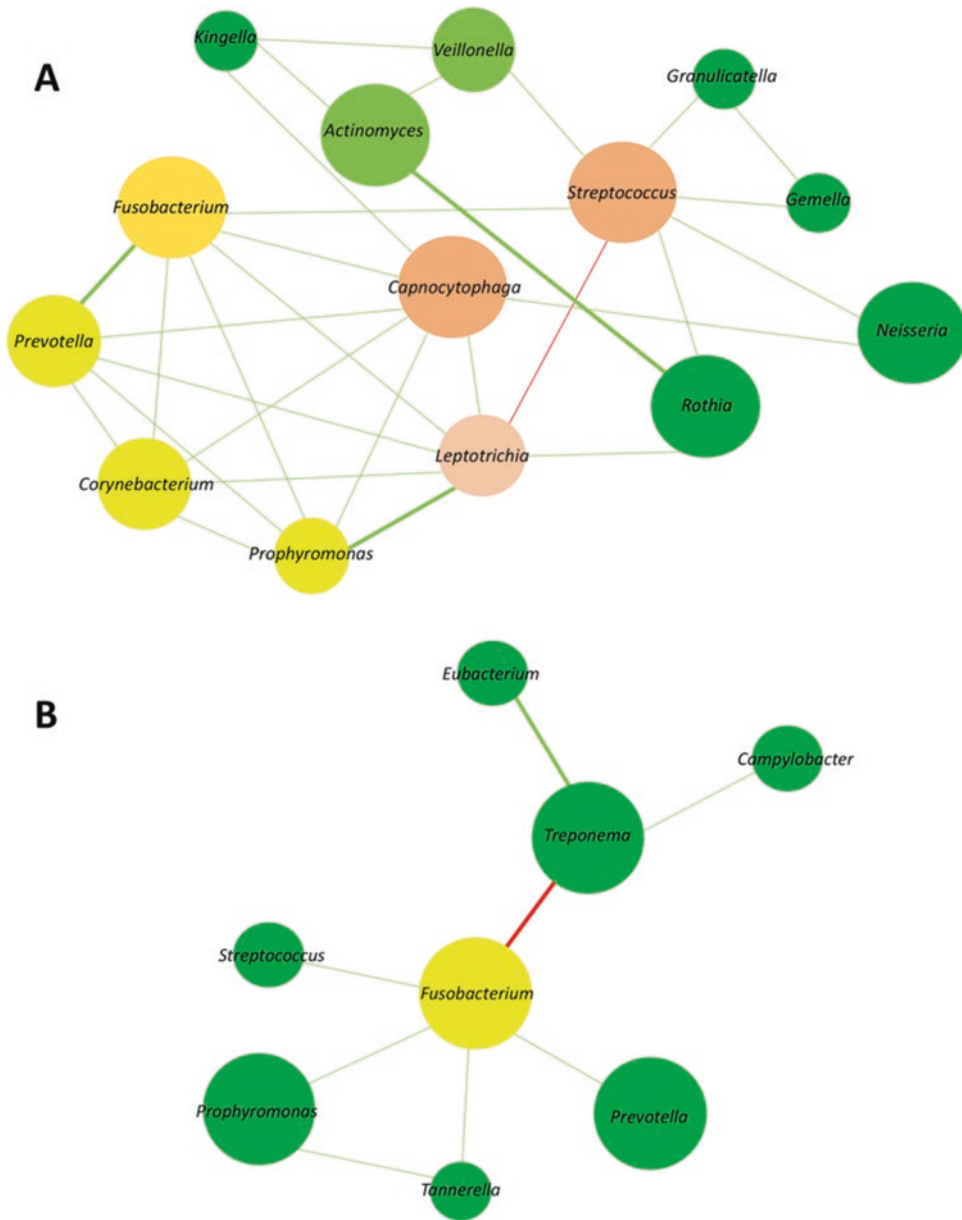 Kingella
Veillonella
A
Granulicatella
Actinomyces
Streptococcus
Gemella
Fusobacterium
Capnocytophaga
Prevotella
Neisseria
Rothia
Leptotrichia
Corynebacterium
Prophyromonas
Eubacterium
B
Campylobacter
Treponema
Streptococcus
Fusobacterium
Prophyromonas
Prevotella
Tannerella